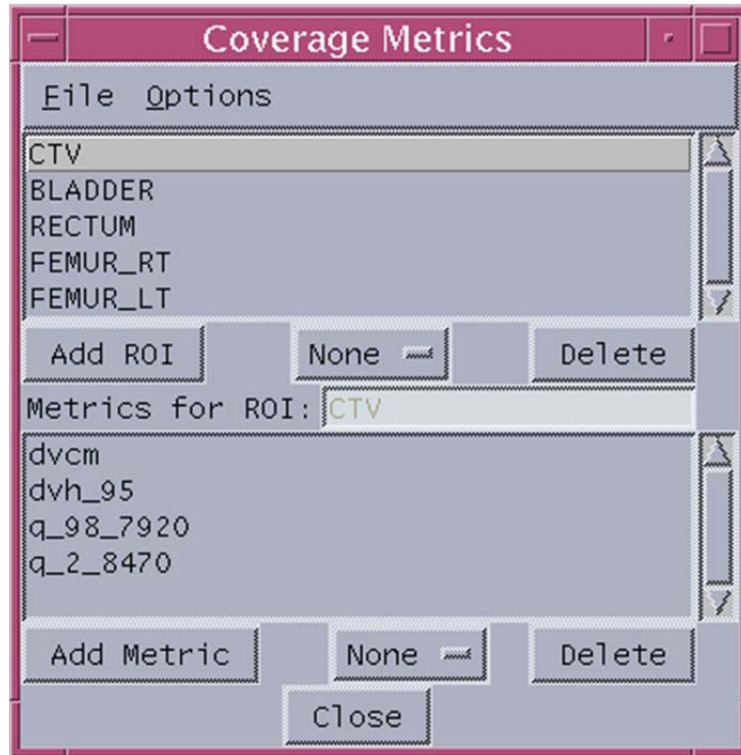 Coverage Metrics
File Options
CTV
BLADDER
RECTUM
FEMUR_RT
FEMUR_LT
Add ROI None Delete
Metrics for ROI: CTV
dvcm
dvh_95
q_98_7920
q_2_8470
Add Metric None Delete
Close